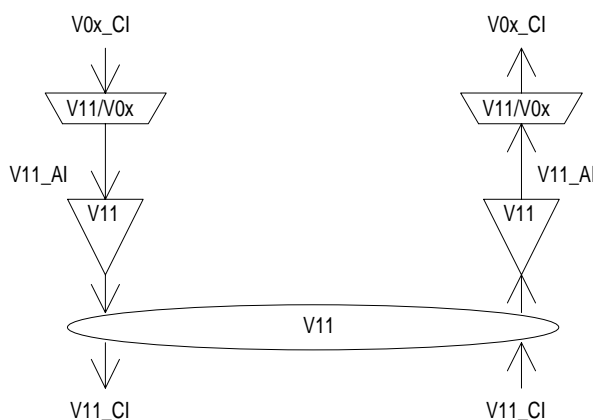 V0x_CI V0x_CI
V11/V0x V11/V0x
V11_AI V11_AI
V11 V11
V11
V11_CI V11_CI